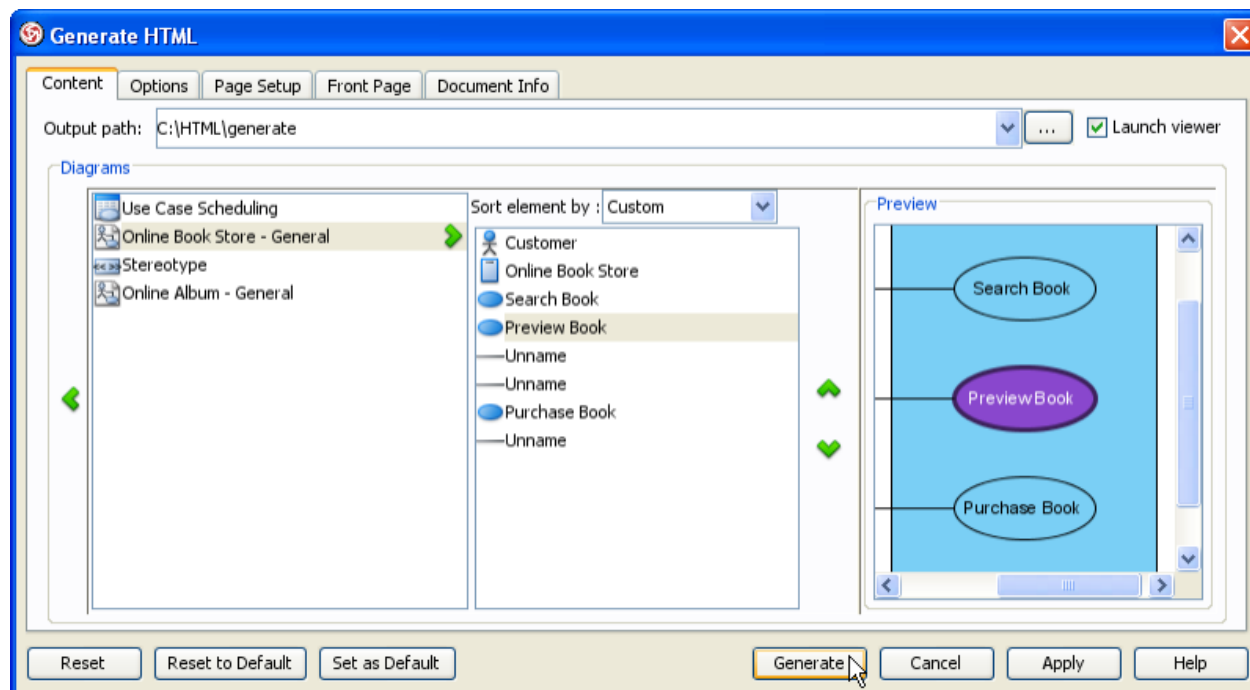 Generate HTML
Content Options Page Setup Front Page Document Info
Output path: C:\HTML\generate ... Launch viewer
Diagrams
Use Case Scheduling
Online Book Store - General
Stereotype
Online Album - General
Sort element by : Custom
Customer
Online Book Store
Search Book
Preview Book
Unname
Unname
Purchase Book
Unname
Preview
Search Book
Preview Book
Purchase Book
Reset Reset to Default Set as Default Generate Cancel Apply Help